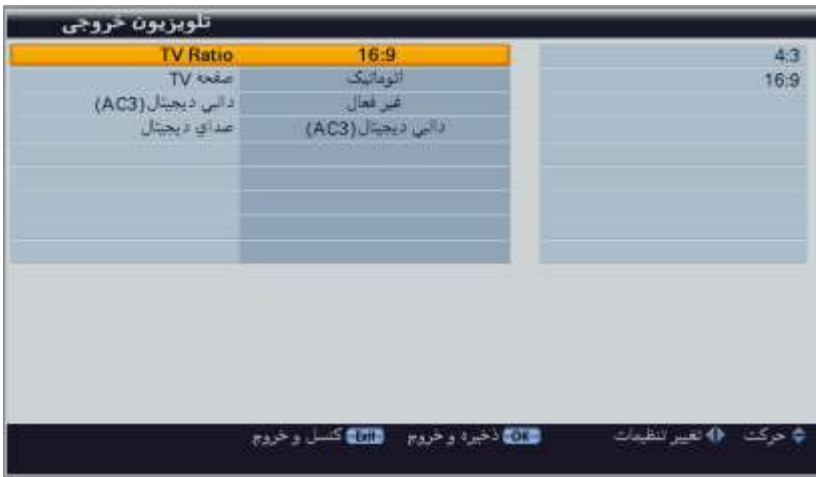 تلویزیون خروجی
TV Ratio 16:9
صفحه TV اتوماتیک
دالبی دیجیتال(AC3) غیر فعال
صدای دیجیتال دالبی دیجیتال(AC3)
4:3
16:9
حرکت تغییر تنظیمات OK ذخیره و خروج Exit کنسل و خروج